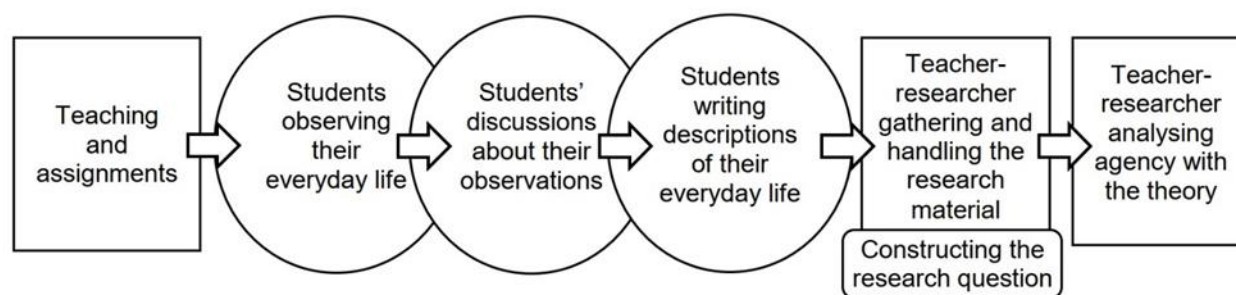 Teaching
and
assignments
Students
observing
their
everyday life
Students’
discussions
about their
observations
Students
writing
descriptions
of their
everyday life
Teacher-
researcher
gathering and
handling the
research
material
Constructing the
research question
Teacher-
researcher
analysing
agency with
the theory